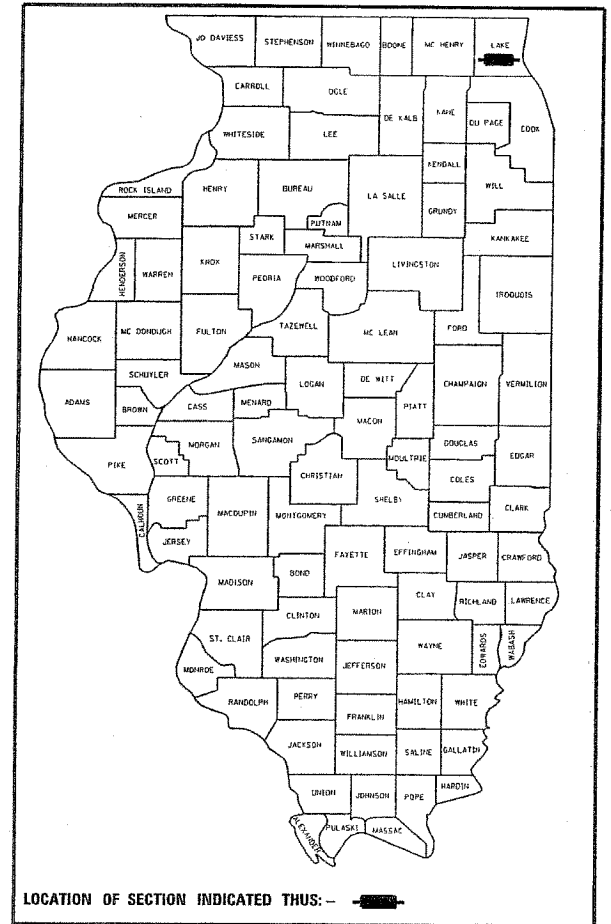 JO DAVIESS STEPHENSON WINNEBAGO BOONE MC HENRY LAKE
CARROLL OGLE DE KALB KANE DU PAGE COOK
WHITESIDE LEE KENDALL WILL
ROCK ISLAND HENRY BUREAU LA SALLE GRUNDY
MERCER PUTNAM KANKAKEE
STARK MARSHALL LIVINGSTON
HENDERSON WARREN KNOX PEORIA WOODFORD IROQUOIS
HANCOCK MC DONOUGH FULTON TAZEWELL MC LEAN FORD
SCHUYLER MASON LOGAN DE WITT CHAMPAIGN VERMILION
ADAMS BROWN CASS MENARD MACON PIATT
PIKE SCOTT MORGAN SANGAMON CHRISTIAN MOULTRIE DOUGLAS EDGAR
COLES
CALHOUN GREENE MACOUPIN MONTGOMERY SHELBY CUMBERLAND CLARK
JERSEY FAYETTE EFFINGHAM JASPER CRAWFORD
MADISON BOND
CLINTON MARION CLAY RICHLAND LAWRENCE
ST. CLAIR WASHINGTON JEFFERSON WAYNE EDWARDS WABASH
MONROE
RANDOLPH PERRY FRANKLIN HAMILTON WHITE
JACKSON WILLIAMSON SALINE GALLATIN
UNION JOHNSON POPE HARDIN
ALEXANDER PULASKI MASSAC
LOCATION OF SECTION INDICATED THUS: -